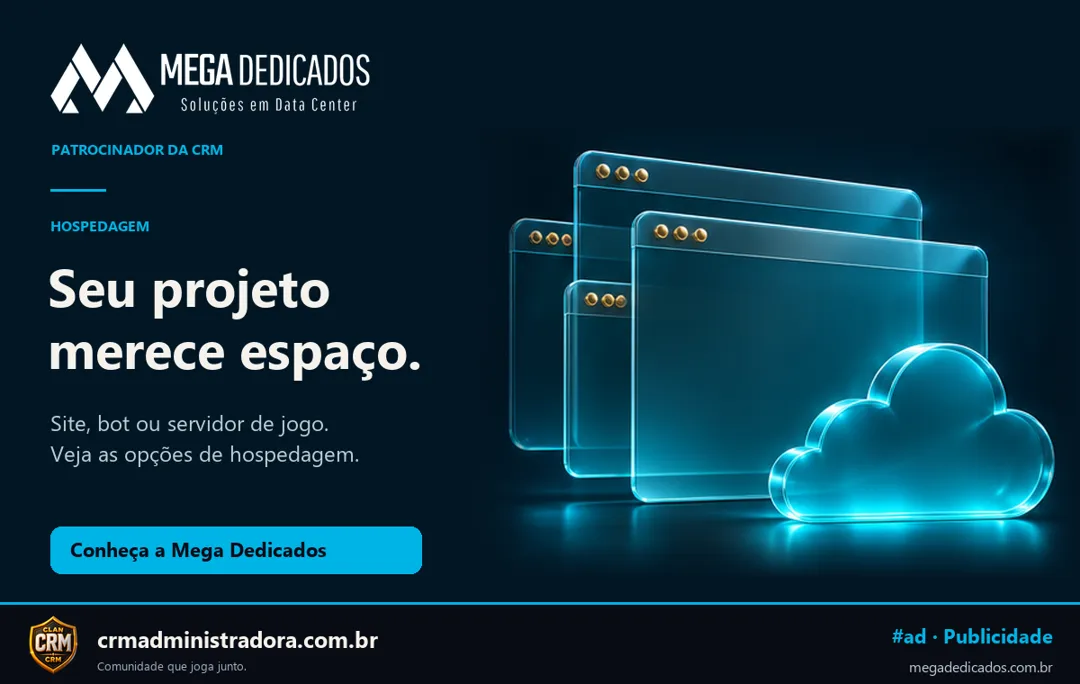 MEGA DEDICADOS
Soluções em Data Center
PATROCINADOR DA CRM
HOSPEDAGEM
Seu projeto
merece espaço.
Site, bot ou servidor de jogo.
Veja as opções de hospedagem.
Conheça a Mega Dedicados
CLAN
CRM
CRM
crmadministradora.com.br
Comunidade que joga junto.
#ad · Publicidade
megadedicados.com.br